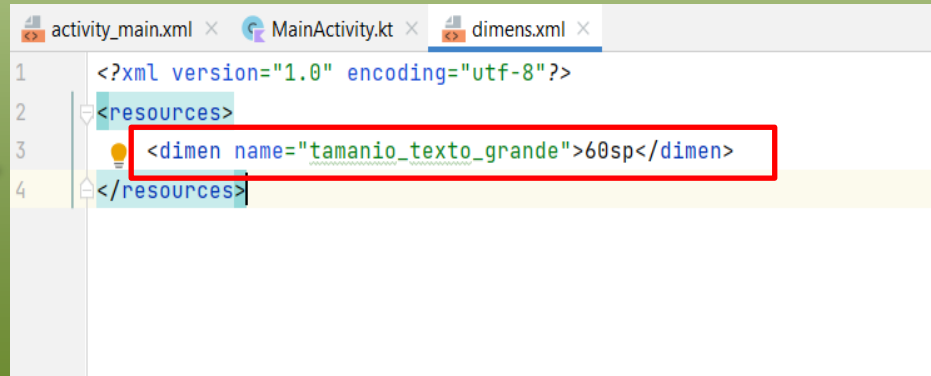 activity_main.xml MainActivity.kt dimens.xml
1 <?xml version="1.0" encoding="utf-8"?>
2 <resources>
3 <dimen name="tamanio_texto_grande">60sp</dimen>
4 </resources>